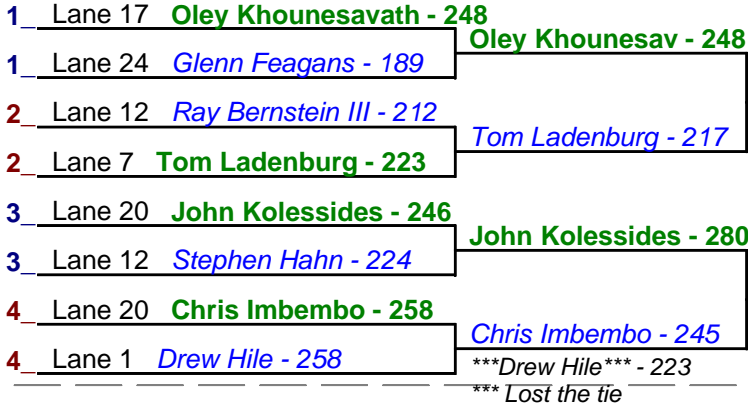 1_ Lane 17 Oley Khounesavath - 248
Oley Khounesav - 248
1_ Lane 24 Glenn Feagans - 189
2_ Lane 12 Ray Bernstein III - 212
Tom Ladenburg - 217
2_ Lane 7 Tom Ladenburg - 223
3_ Lane 20 John Kolessides - 246
John Kolessides - 280
3_ Lane 12 Stephen Hahn - 224
4_ Lane 20 Chris Imbembo - 258
Chris Imbembo - 245
4_ Lane 1 Drew Hile - 258
***Drew Hile*** - 223
*** Lost the tie